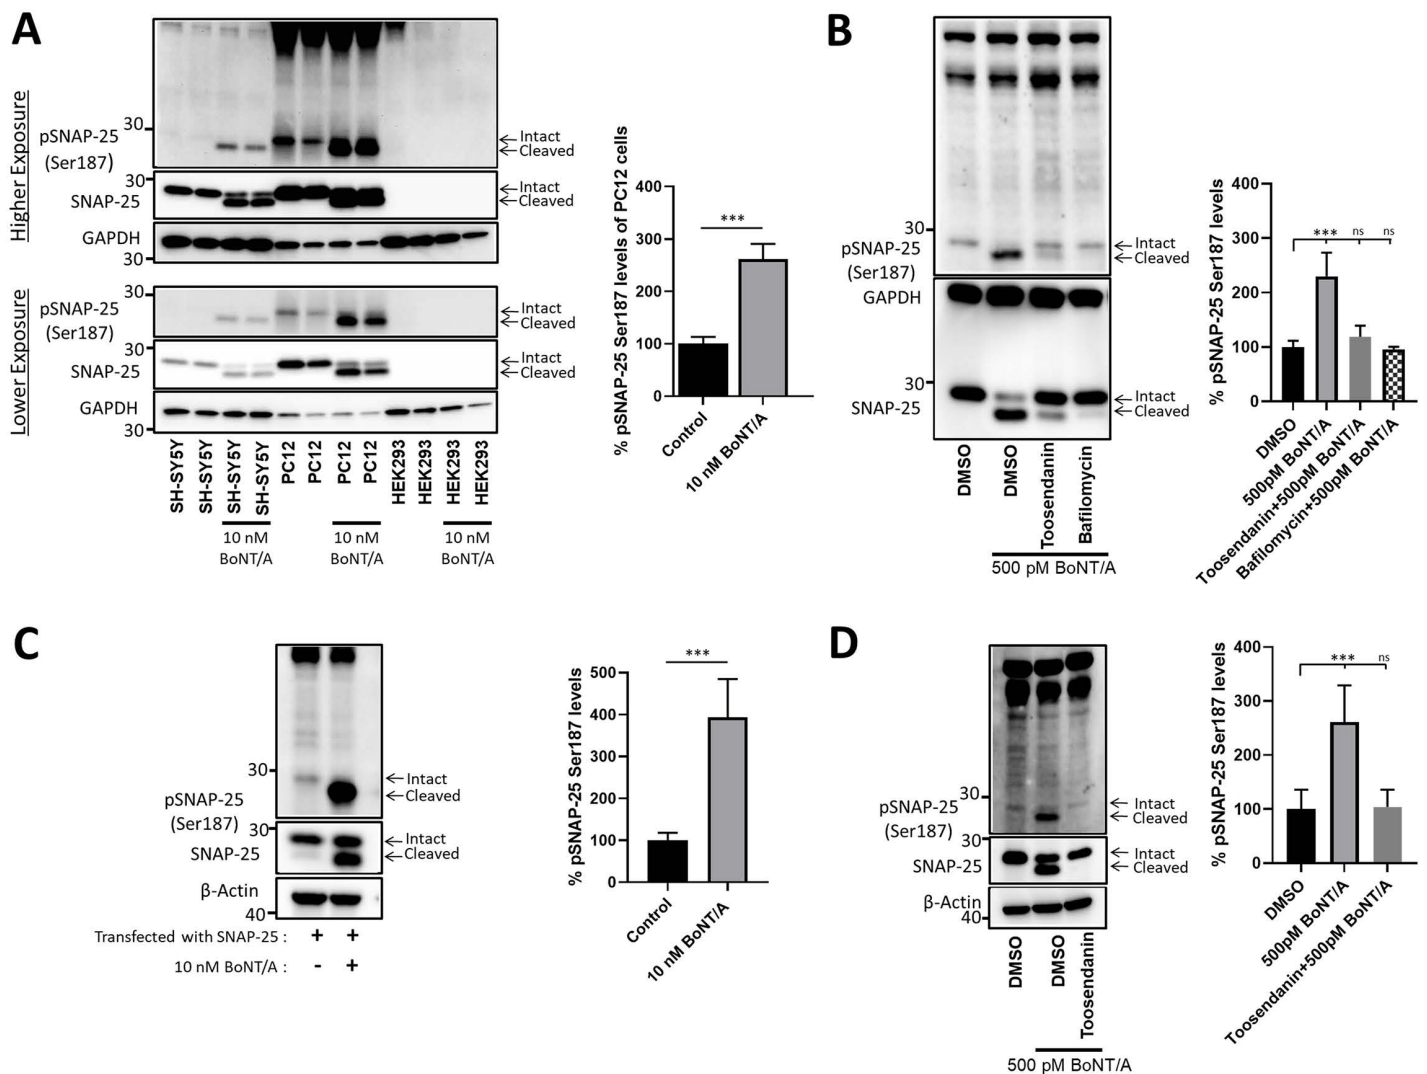 A
Higher Exposure
30
pSNAP-25
(Ser187)
← Intact
← Cleaved
30
SNAP-25
← Intact
← Cleaved
GAPDH
30
Lower Exposure
30
pSNAP-25
(Ser187)
← Intact
← Cleaved
30
SNAP-25
← Intact
← Cleaved
GAPDH
30
SH-SY5Y
SH-SY5Y
SH-SY5Y
SH-SY5Y
PC12
PC12
PC12
PC12
HEK293
HEK293
HEK293
HEK293
10 nM
BoNT/A
10 nM
BoNT/A
10 nM
BoNT/A
% pSNAP-25 Ser187 levels of PC12 cells
400
300
200
100
0
***
Control
10 nM BoNT/A
B
30
pSNAP-25
(Ser187)
← Intact
← Cleaved
GAPDH
30
SNAP-25
← Intact
← Cleaved
DMSO
DMSO
Toosendanin
Bafilomycin
500 pM BoNT/A
% pSNAP-25 Ser187 levels
400
300
200
100
0
*** ns ns
DMSO
500pM BoNT/A
Toosendanin+500pM BoNT/A
Bafilomycin+500pM BoNT/A
C
30
pSNAP-25
(Ser187)
← Intact
← Cleaved
30
SNAP-25
← Intact
← Cleaved
β-Actin
40
Transfected with SNAP-25 : + +
10 nM BoNT/A : - +
% pSNAP-25 Ser187 levels
500
400
300
200
100
0
***
Control
10 nM BoNT/A
D
30
pSNAP-25
(Ser187)
← Intact
← Cleaved
30
SNAP-25
← Intact
← Cleaved
β-Actin
40
DMSO
DMSO
Toosendanin
500 pM BoNT/A
% pSNAP-25 Ser187 levels
400
300
200
100
0
*** ns
DMSO
500pM BoNT/A
Toosendanin+500pM BoNT/A